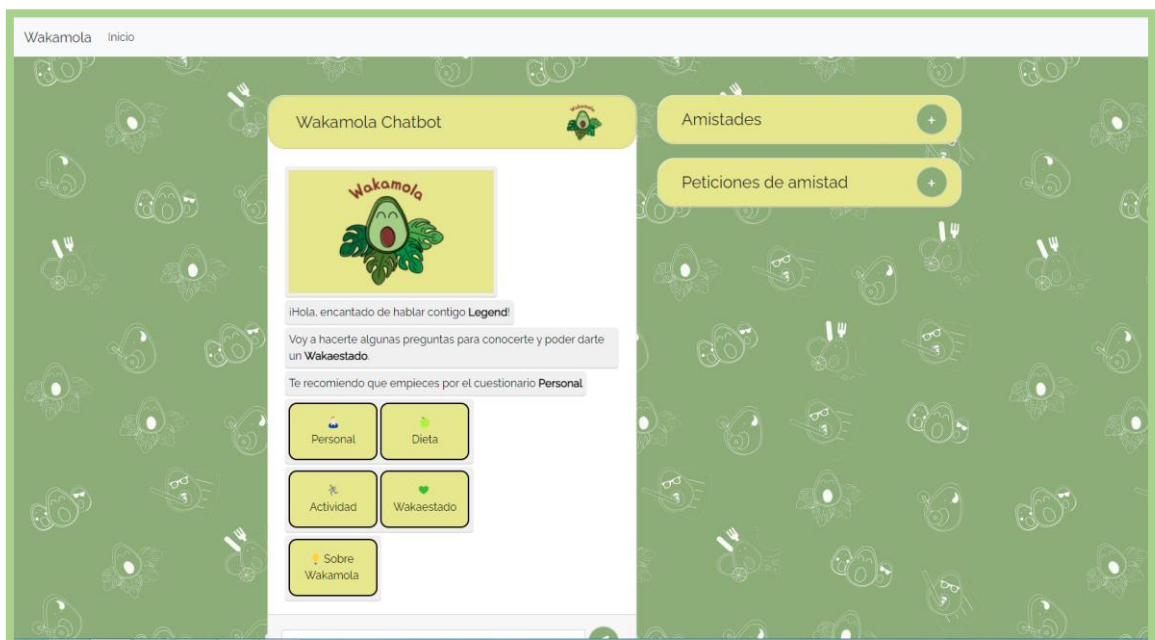 Wakamola Inicio
Wakamola Chatbot
Wakamola
Wakamola
¡Hola, encantado de hablar contigo Legend!
Voy a hacerte algunas preguntas para conocerte y poder darte
un Wakaestado.
Te recomiendo que empieces por el cuestionario Personal
Personal
Dieta
Actividad
Wakaestado
Sobre
Wakamola
Amistades
+
Peticiones de amistad
+